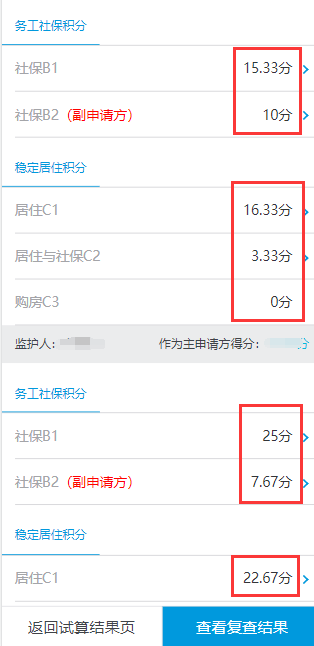 务工社保积分
社保B1 15.33分
社保B2（副申请方） 10分
稳定居住积分
居住C1 16.33分
居住与社保C2 3.33分
购房C3 0分
监护人： 作为主申请方得分： 分
务工社保积分
社保B1 25分
社保B2（副申请方） 7.67分
稳定居住积分
居住C1 22.67分
返回试算结果页 查看复查结果